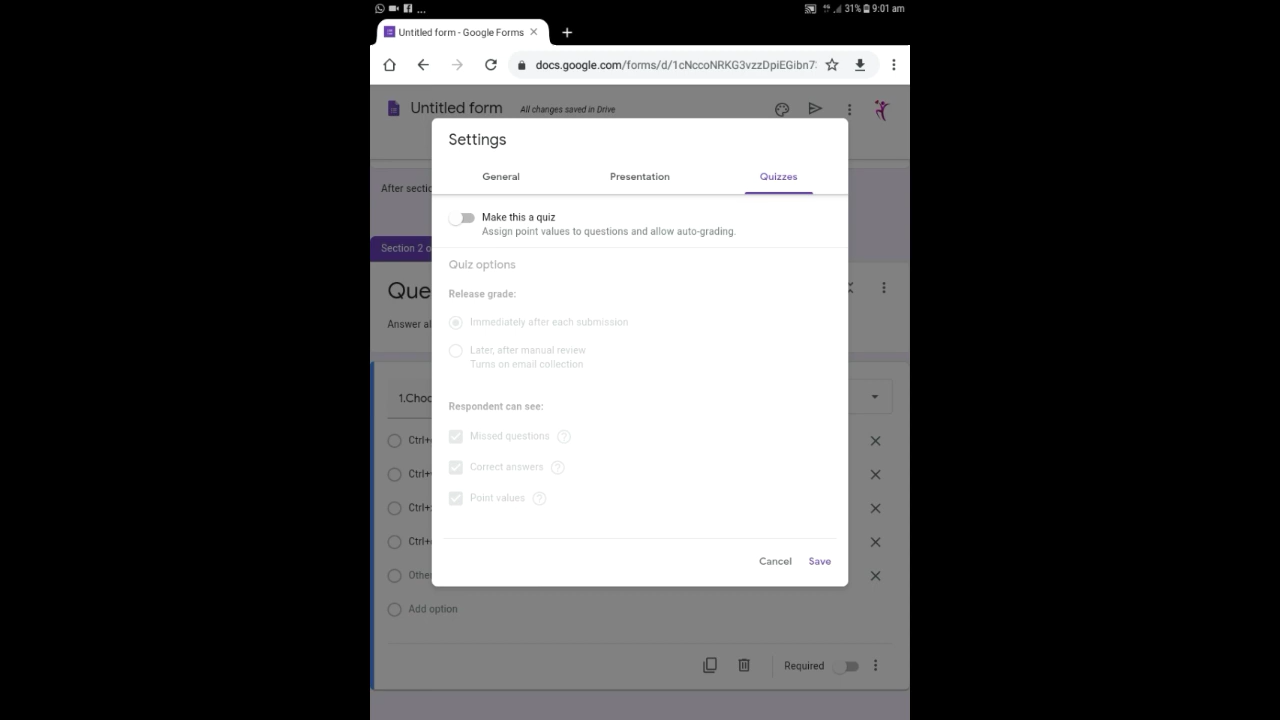 ... 31% 9:01 am
Untitled form - Google Forms
docs.google.com/forms/d/1cNccoNRKG3vzzDpiEGibn7
Untitled form All changes saved in Drive
Settings
General Presentation Quizzes
After sectio
Make this a quiz
Assign point values to questions and allow auto-grading.
Section 2 o
Quiz options
Que
Release grade:
Answer al
Immediately after each submission
Later, after manual review
Turns on email collection
1.Choo
Respondent can see:
Ctrl+
Missed questions ?
Correct answers ?
Ctrl+
Point values ?
Ctrl+
Ctrl+
Cancel Save
Othe
Add option
Required